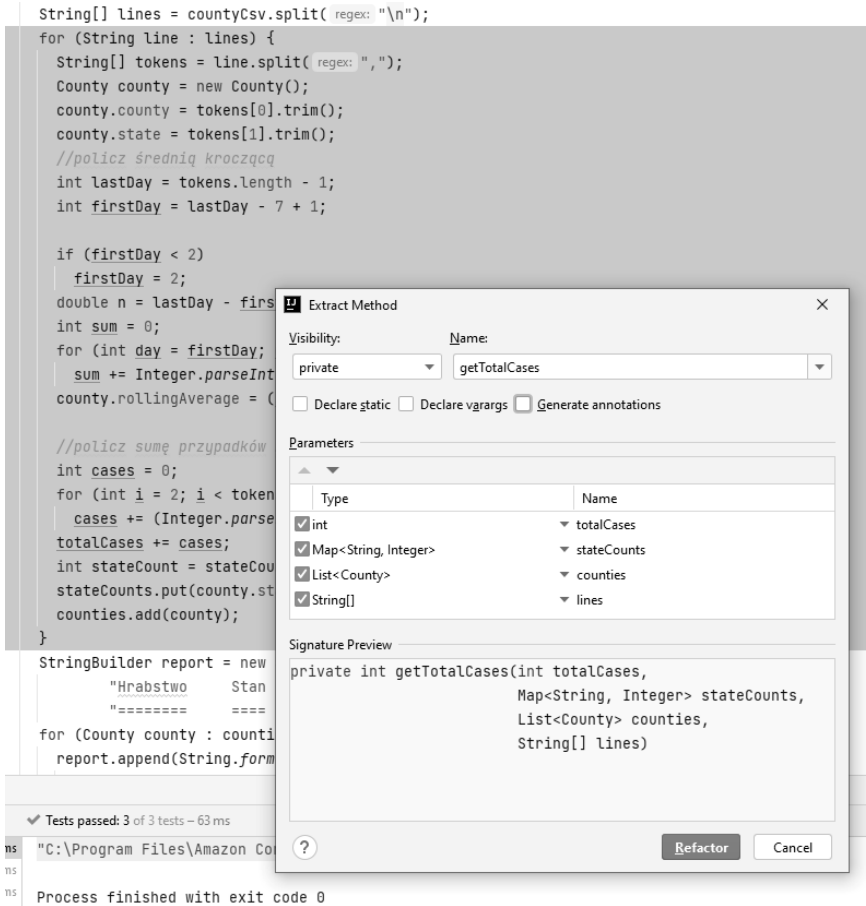 String[] lines = countyCsv.split( regex: "\n");
for (String line : lines) {
String[] tokens = line.split( regex: ",");
County county = new County();
county.county = tokens[0].trim();
county.state = tokens[1].trim();
//policz średnią kroczącą
int lastDay = tokens.length - 1;
int firstDay = lastDay - 7 + 1;
if (firstDay < 2)
firstDay = 2;
double n = lastDay - firs
int sum = 0;
for (int day = firstDay;
sum += Integer.parseInt
county.rollingAverage = (
//policz sumę przypadków
int cases = 0;
for (int i = 2; i < token
cases += (Integer.parse
totalCases += cases;
int stateCount = stateCou
stateCounts.put(county.st
counties.add(county);
}
StringBuilder report = new
"Hrabstwo Stan
"======== ====
for (County county : counti
report.append(String.form
Extract Method
Visibility: Name:
private getTotalCases
Declare static Declare varargs Generate annotations
Parameters
Type Name
int totalCases
Map<String, Integer> stateCounts
List<County> counties
String[] lines
Signature Preview
private int getTotalCases(int totalCases,
Map<String, Integer> stateCounts,
List<County> counties,
String[] lines)
? Refactor Cancel
Tests passed: 3 of 3 tests – 63 ms
ms "C:\Program Files\Amazon Cor
ms
ms Process finished with exit code 0